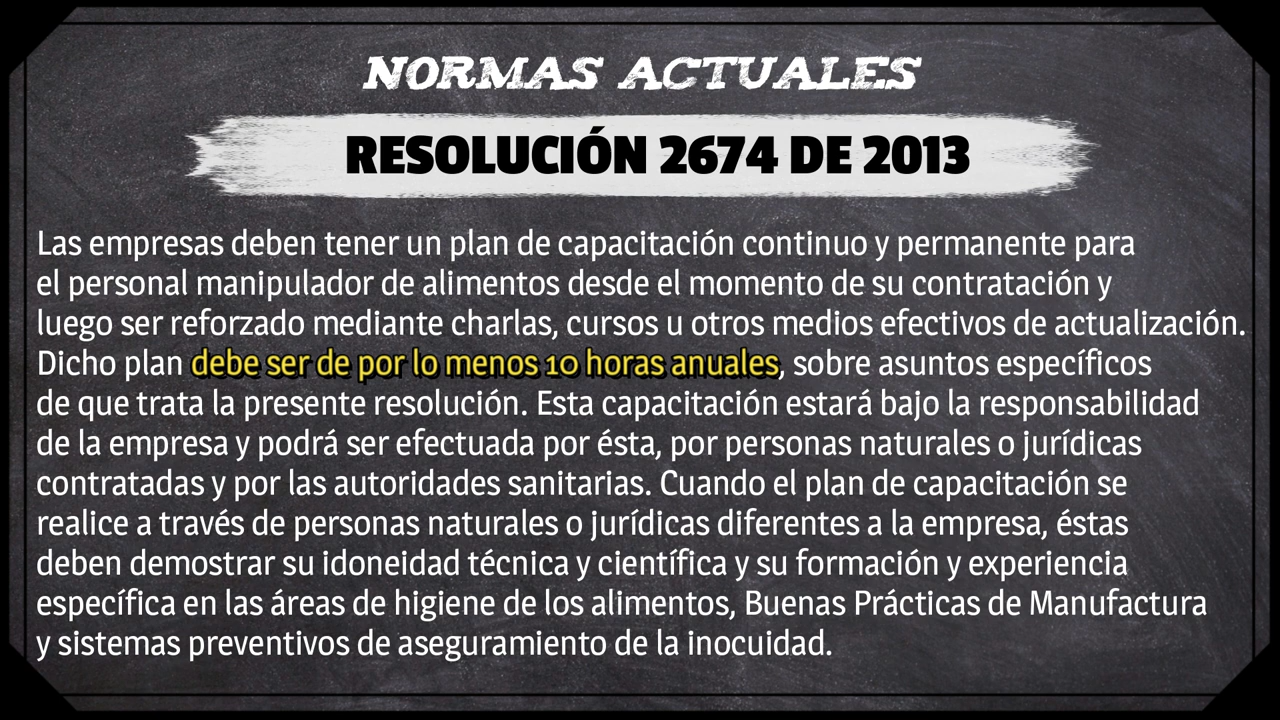 NORMAS ACTUALES
RESOLUCIÓN 2674 DE 2013
Las empresas deben tener un plan de capacitación continuo y permanente para
el personal manipulador de alimentos desde el momento de su contratación y
luego ser reforzado mediante charlas, cursos u otros medios efectivos de actualización.
Dicho plan debe ser de por lo menos 10 horas anuales, sobre asuntos específicos
de que trata la presente resolución. Esta capacitación estará bajo la responsabilidad
de la empresa y podrá ser efectuada por ésta, por personas naturales o jurídicas
contratadas y por las autoridades sanitarias. Cuando el plan de capacitación se
realice a través de personas naturales o jurídicas diferentes a la empresa, éstas
deben demostrar su idoneidad técnica y científica y su formación y experiencia
específica en las áreas de higiene de los alimentos, Buenas Prácticas de Manufactura
y sistemas preventivos de aseguramiento de la inocuidad.